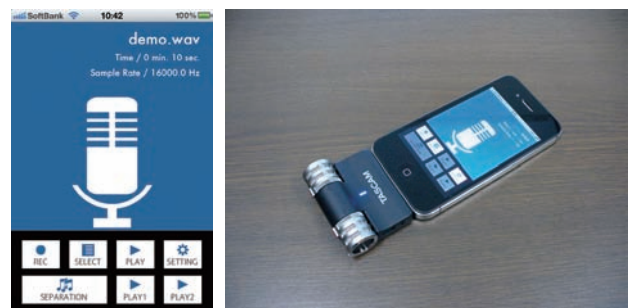 SoftBank 10:42 100%
demo.wav
Time / 0 min. 10 sec.
Sample Rate / 16000.0 Hz
REC SELECT PLAY SETTING
SEPARATION PLAY1 PLAY2
TASCAM